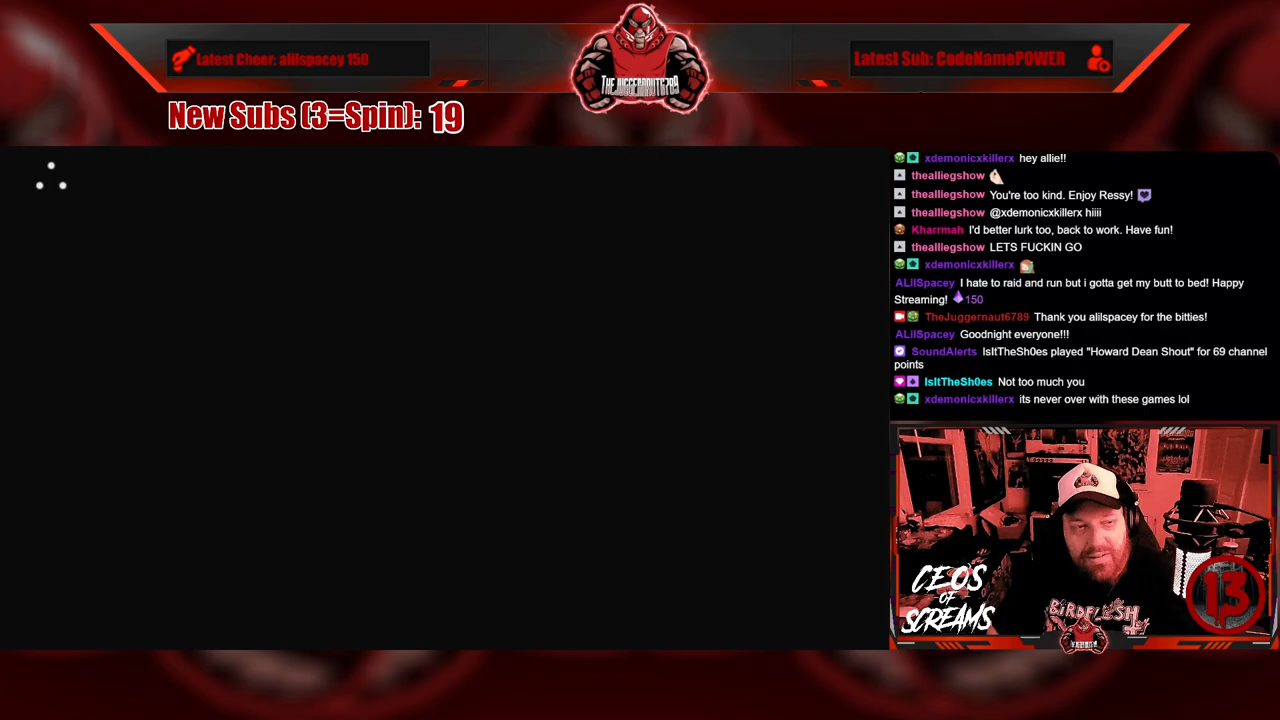 Latest Cheer: alilspacey 150
THEJUGGERNAUT6789
Latest Sub: CodeNamePOWER
New Subs (3=Spin): 19
xdemonicxkillerx hey allie!!
thealliegshow
thealliegshow You're too kind. Enjoy Ressy!
thealliegshow @xdemonicxkillerx hiiii
Kharrmah I'd better lurk too, back to work. Have fun!
thealliegshow LETS FUCKIN GO
xdemonicxkillerx
ALilSpacey I hate to raid and run but i gotta get my butt to bed! Happy
Streaming! 150
TheJuggernaut6789 Thank you alilspacey for the bitties!
ALilSpacey Goodnight everyone!!!
SoundAlerts IsItTheSh0es played "Howard Dean Shout" for 69 channel
points
IsItTheSh0es Not too much you
xdemonicxkillerx its never over with these games lol
CEOS
OF
SCREAMS
BIRDFLESH
13